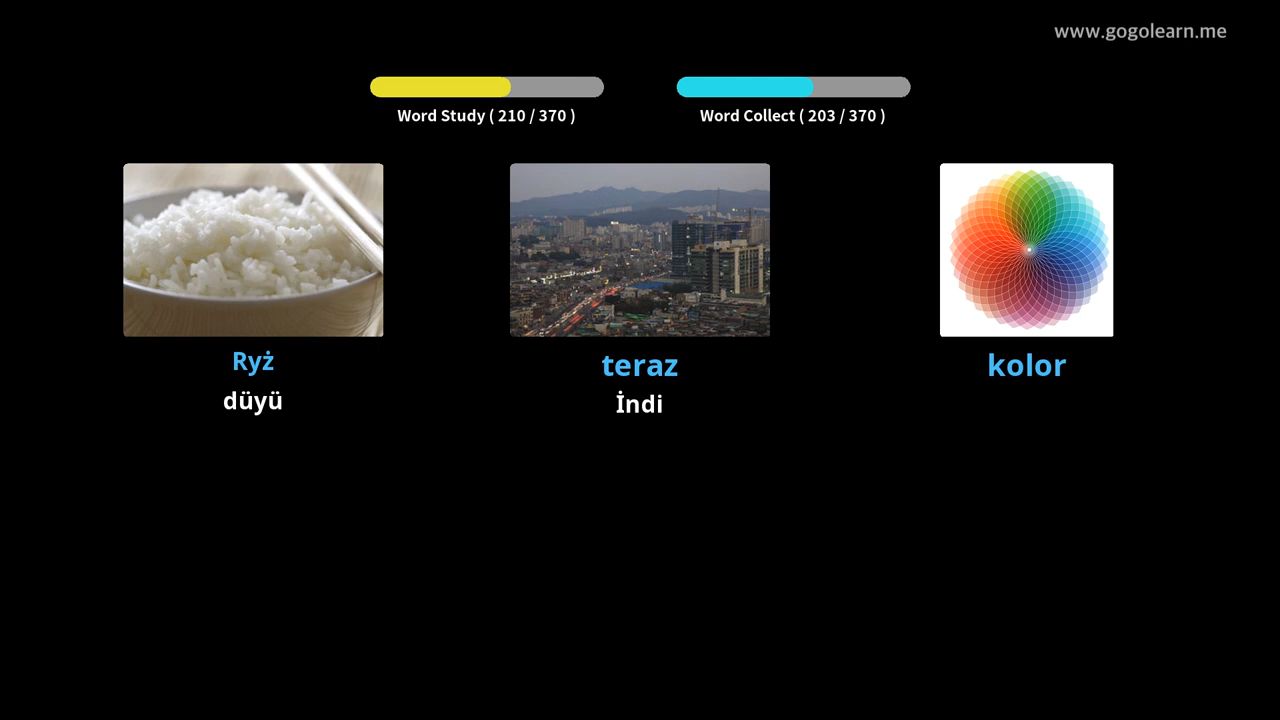 www.gogolearn.me
Word Study ( 210 / 370 )
Word Collect ( 203 / 370 )
Ryż
düyü
teraz
İndi
kolor